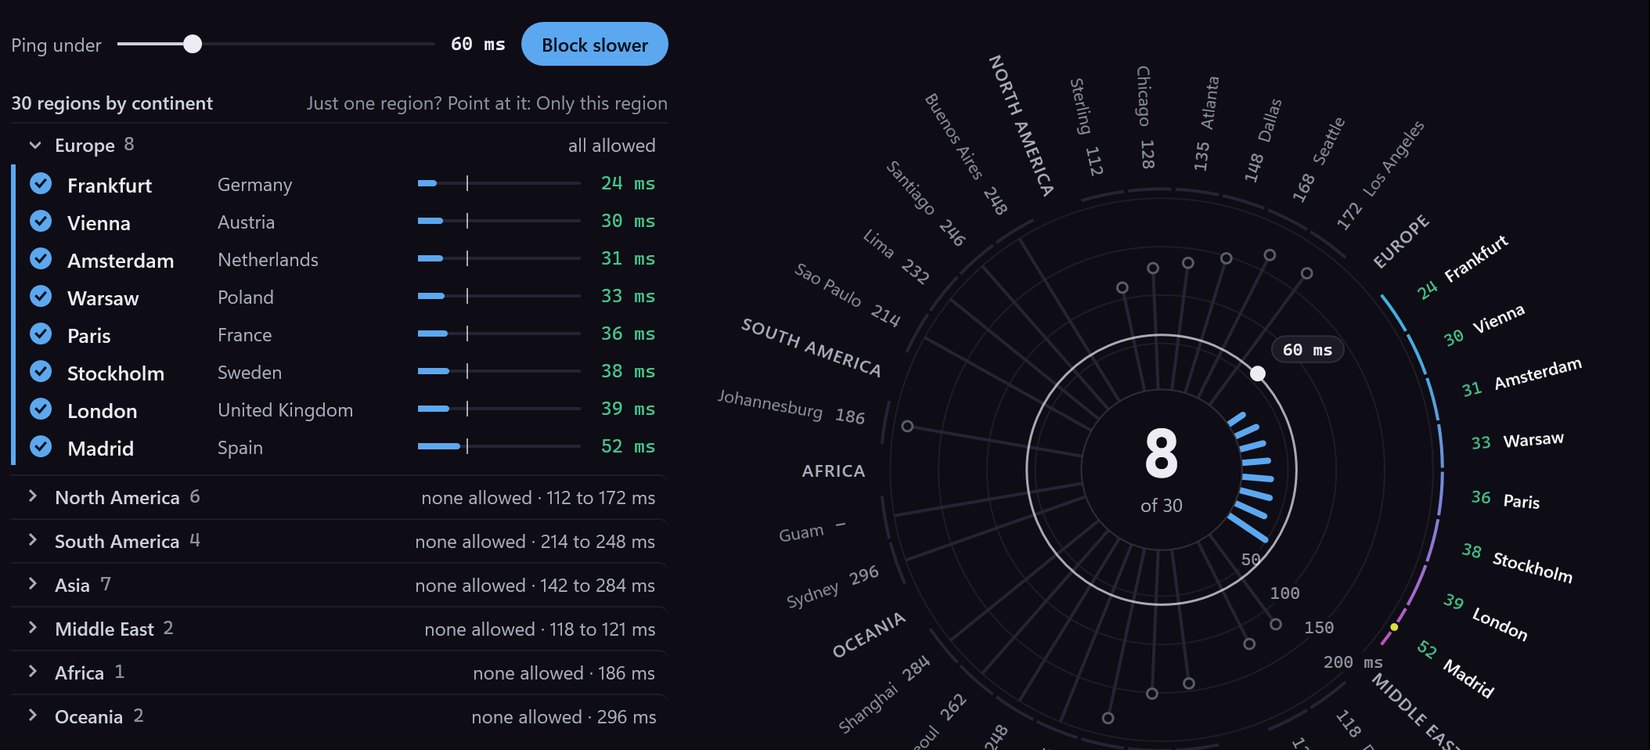 Ping under 60 ms Block slower
30 regions by continent Just one region? Point at it: Only this region
Europe 8 all allowed
Frankfurt Germany 24 ms
Vienna Austria 30 ms
Amsterdam Netherlands 31 ms
Warsaw Poland 33 ms
Paris France 36 ms
Stockholm Sweden 38 ms
London United Kingdom 39 ms
Madrid Spain 52 ms
North America 6 none allowed · 112 to 172 ms
South America 4 none allowed · 214 to 248 ms
Asia 7 none allowed · 142 to 284 ms
Middle East 2 none allowed · 118 to 121 ms
Africa 1 none allowed · 186 ms
Oceania 2 none allowed · 296 ms
NORTH AMERICA
Sterling 112
Chicago 128
135 Atlanta
148 Dallas
168 Seattle
172 Los Angeles
EUROPE
24 Frankfurt
30 Vienna
31 Amsterdam
33 Warsaw
36 Paris
38 Stockholm
39 London
52 Madrid
118
248
262
Shanghai 284
OCEANIA
Sydney 296
Guam –
AFRICA
Johannesburg 186
SOUTH AMERICA
Sao Paulo 214
Lima 232
Santiago 246
Buenos Aires 248
60 ms
8
of 30
50
100
150
200 ms